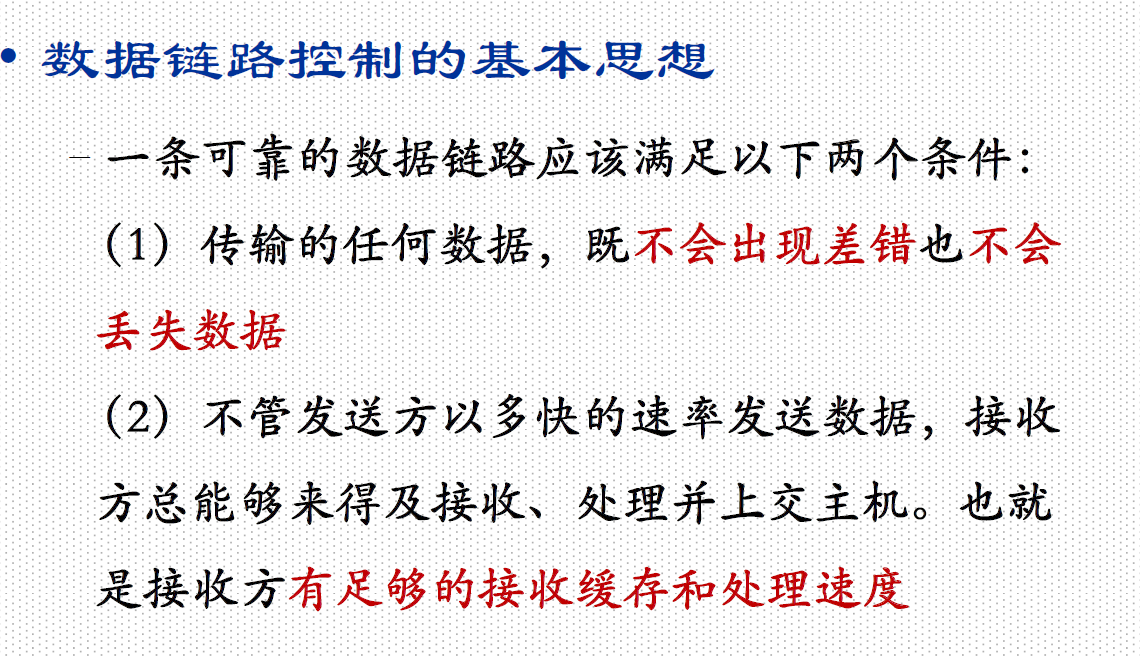 • 数据链路控制的基本思想
– 一条可靠的数据链路应该满足以下两个条件：
（1）传输的任何数据，既不会出现差错也不会
丢失数据
（2）不管发送方以多快的速率发送数据，接收
方总能够来得及接收、处理并上交主机。也就
是接收方有足够的接收缓存和处理速度